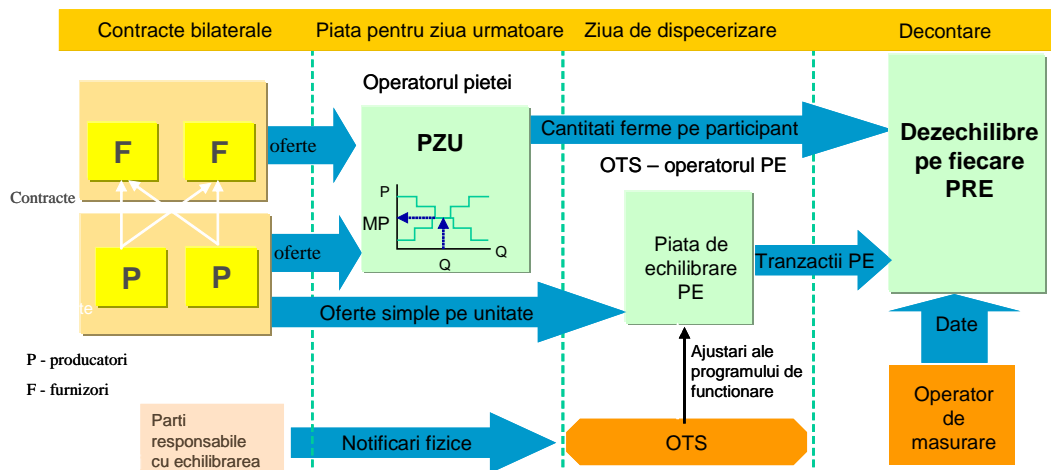 Contracte bilaterale
Piata pentru ziua urmatoare
Ziua de dispecerizare
Decontare
Operatorul pietei
F
F
oferte
PZU
Cantitati ferme pe participant
Dezechilibre
pe fiecare
PRE
OTS – operatorul PE
Contracte
P
MP
Q
Q
P
P
oferte
Piata de
echilibrare
PE
Tranzactii PE
te
Oferte simple pe unitate
Date
P - producatori
F - furnizori
Ajustari ale
programului de
functionare
Operator
de
masurare
Parti
responsabile
cu echilibrarea
Notificari fizice
OTS